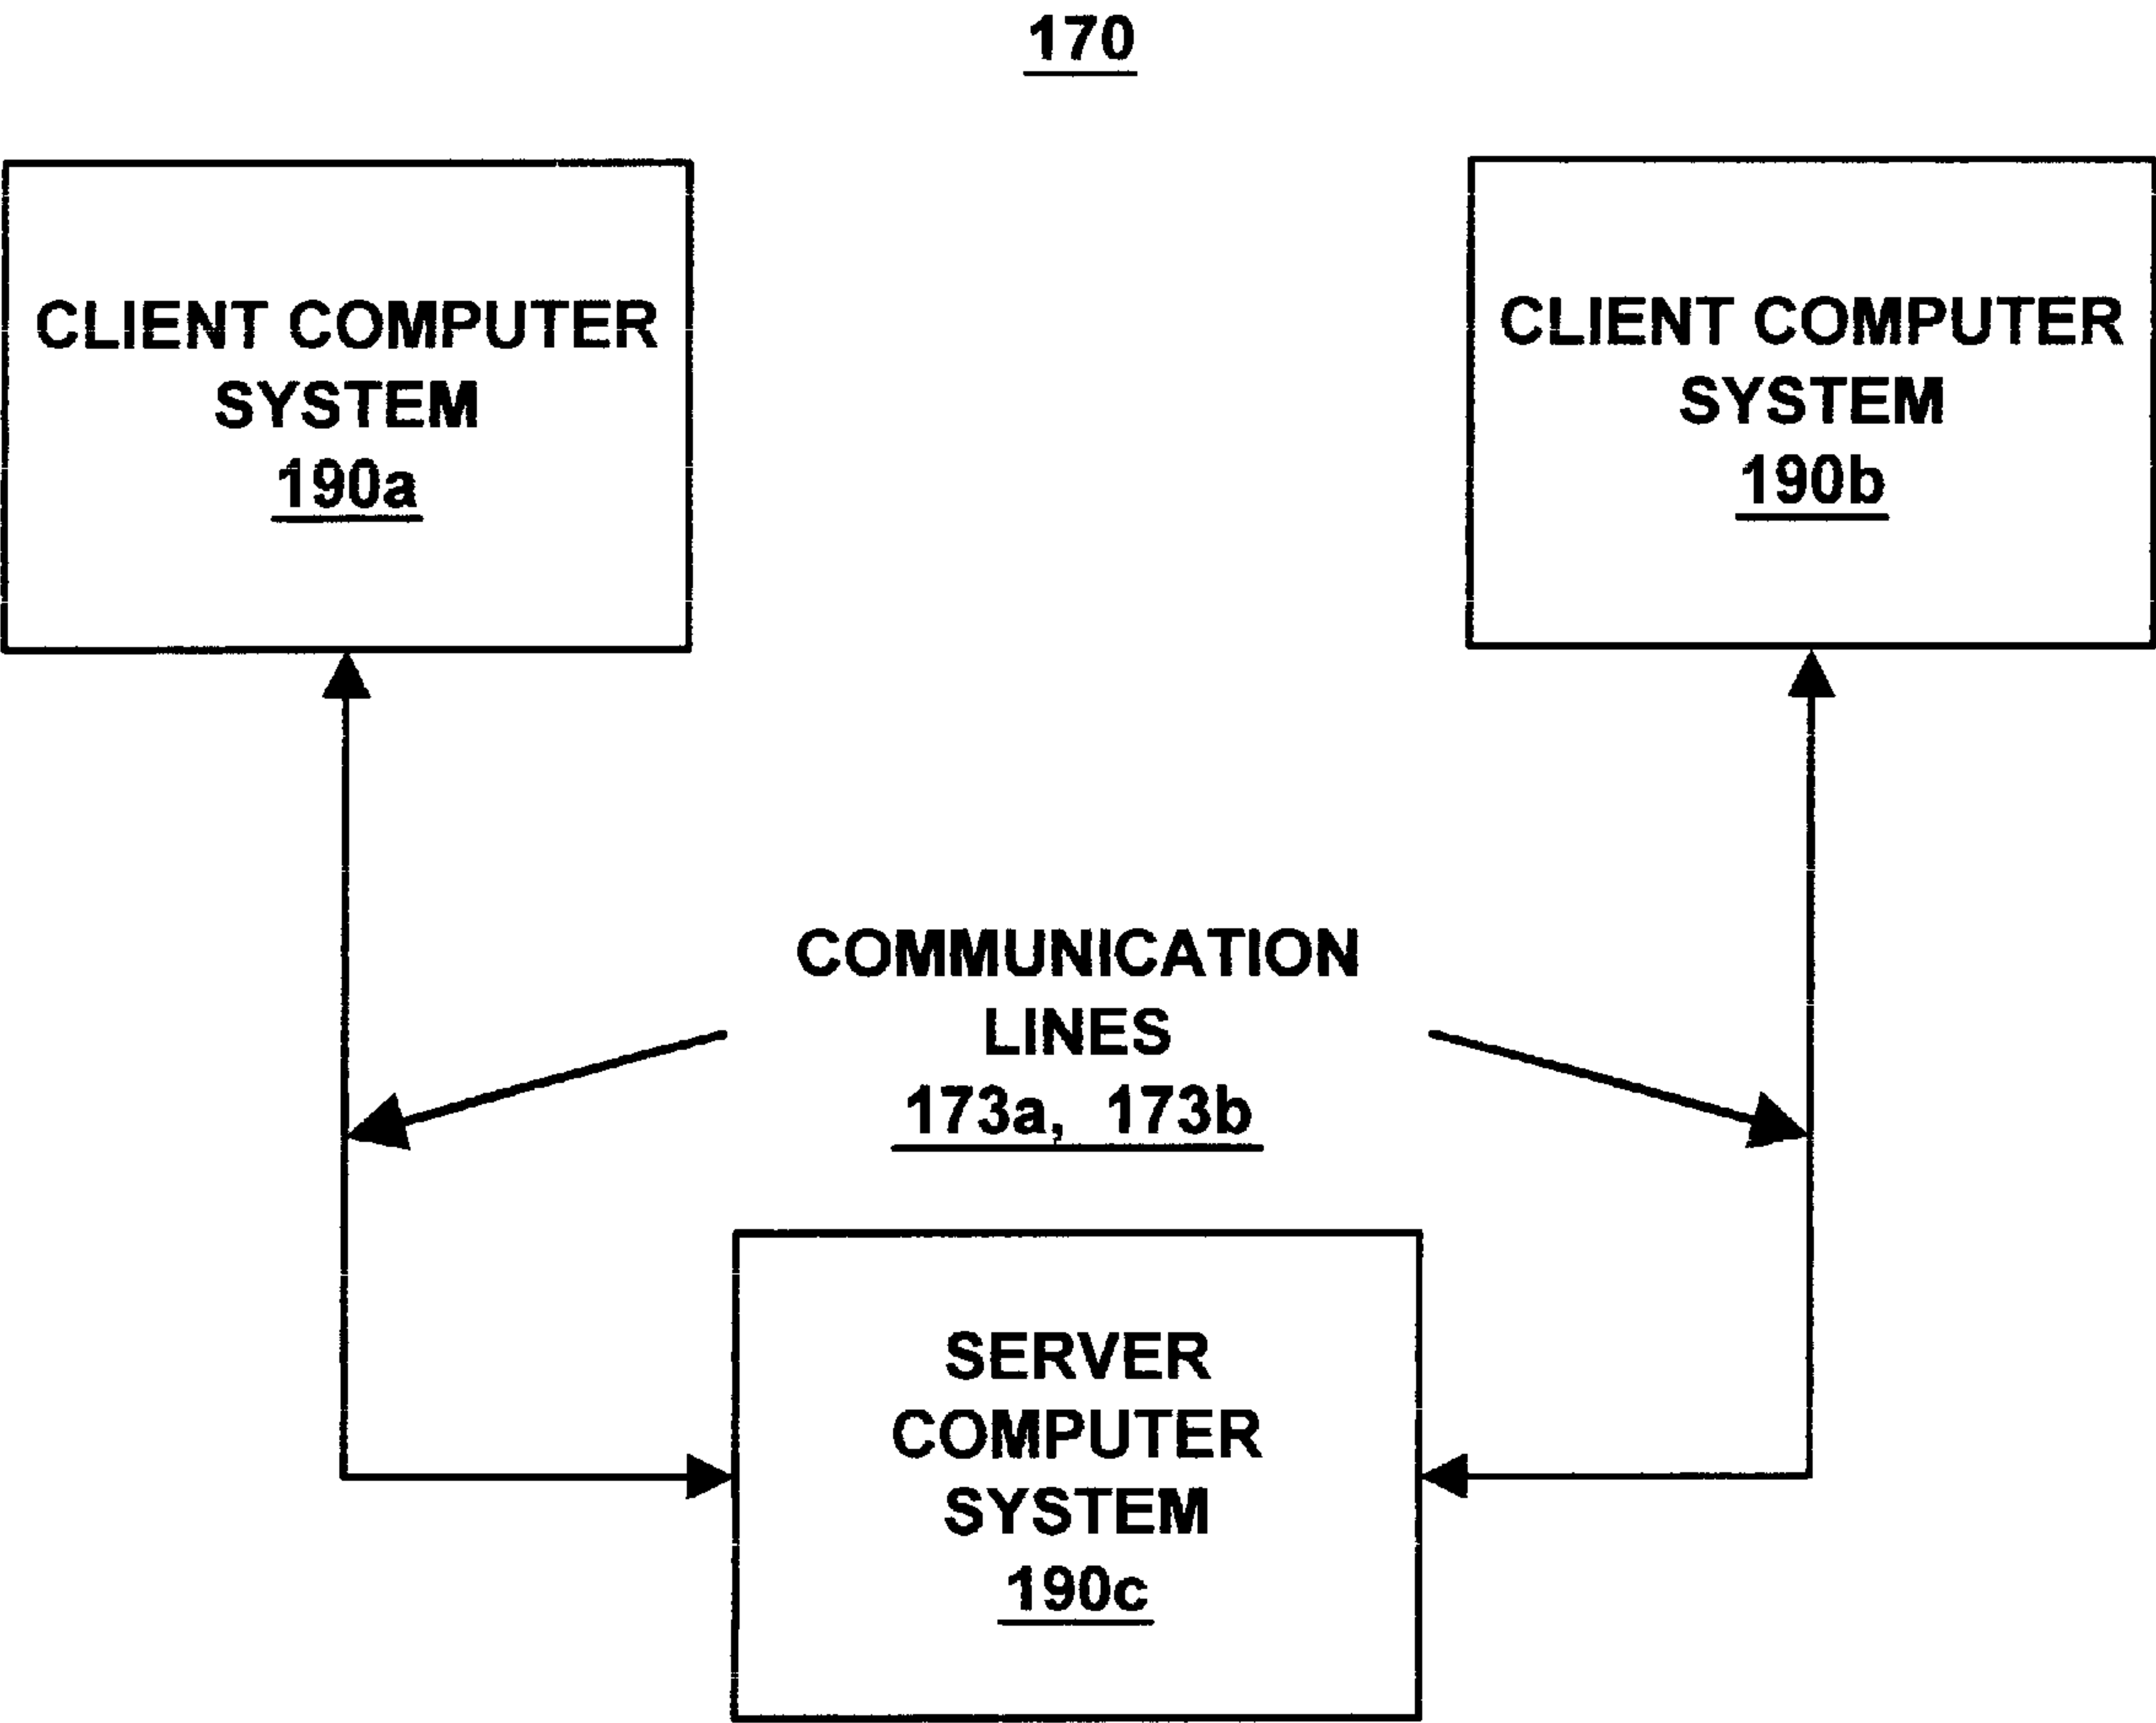 170
CLIENT COMPUTER
SYSTEM
190a
CLIENT COMPUTER
SYSTEM
190b
COMMUNICATION
LINES
173a, 173b
SERVER
COMPUTER
SYSTEM
190c